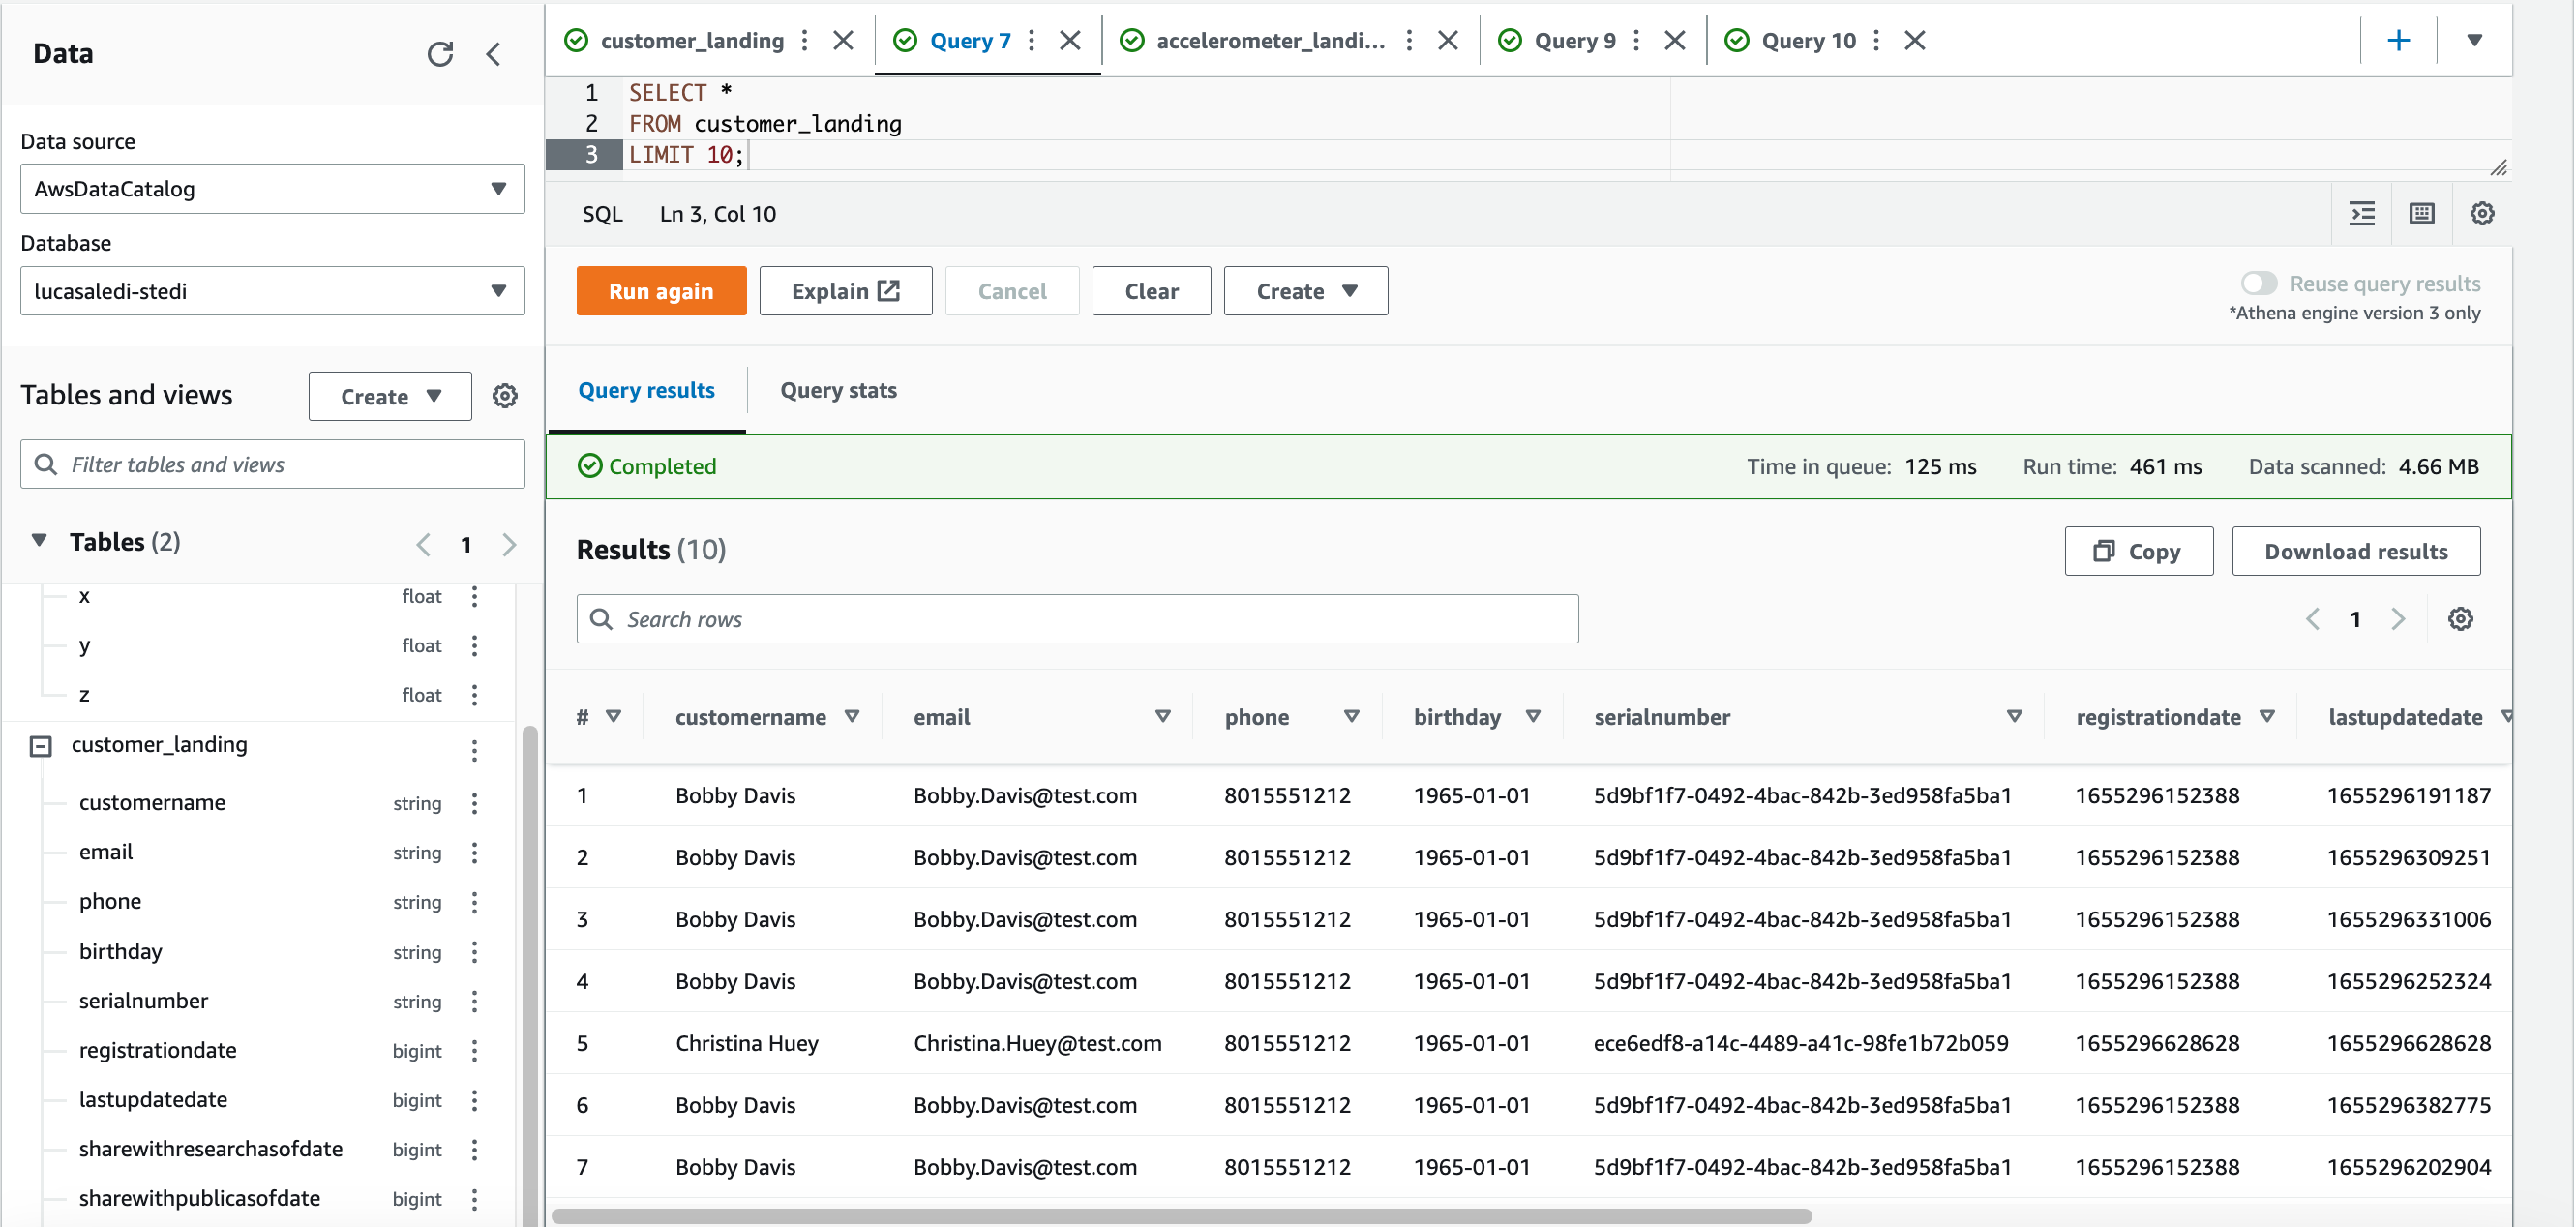 Data
Data source
AwsDataCatalog
Database
lucasaledi-stedi
Tables and views
Create
Filter tables and views
Tables (2)
1
x float
y float
z float
customer_landing
customername string
email string
phone string
birthday string
serialnumber string
registrationdate bigint
lastupdatedate bigint
sharewithresearchasofdate bigint
sharewithpublicasofdate bigint
customer_landing Query 7 accelerometer_landi... Query 9 Query 10
1 SELECT *
2 FROM customer_landing
3 LIMIT 10;
SQL Ln 3, Col 10
Run again Explain Cancel Clear Create
Reuse query results
*Athena engine version 3 only
Query results Query stats
Completed Time in queue: 125 ms Run time: 461 ms Data scanned: 4.66 MB
Results (10) Copy Download results
Search rows 1
# customername email phone birthday serialnumber registrationdate lastupdatedate
1 Bobby Davis Bobby.Davis@test.com 8015551212 1965-01-01 5d9bf1f7-0492-4bac-842b-3ed958fa5ba1 1655296152388 1655296191187
2 Bobby Davis Bobby.Davis@test.com 8015551212 1965-01-01 5d9bf1f7-0492-4bac-842b-3ed958fa5ba1 1655296152388 1655296309251
3 Bobby Davis Bobby.Davis@test.com 8015551212 1965-01-01 5d9bf1f7-0492-4bac-842b-3ed958fa5ba1 1655296152388 1655296331006
4 Bobby Davis Bobby.Davis@test.com 8015551212 1965-01-01 5d9bf1f7-0492-4bac-842b-3ed958fa5ba1 1655296152388 1655296252324
5 Christina Huey Christina.Huey@test.com 8015551212 1965-01-01 ece6edf8-a14c-4489-a41c-98fe1b72b059 1655296628628 1655296628628
6 Bobby Davis Bobby.Davis@test.com 8015551212 1965-01-01 5d9bf1f7-0492-4bac-842b-3ed958fa5ba1 1655296152388 1655296382775
7 Bobby Davis Bobby.Davis@test.com 8015551212 1965-01-01 5d9bf1f7-0492-4bac-842b-3ed958fa5ba1 1655296152388 1655296202904